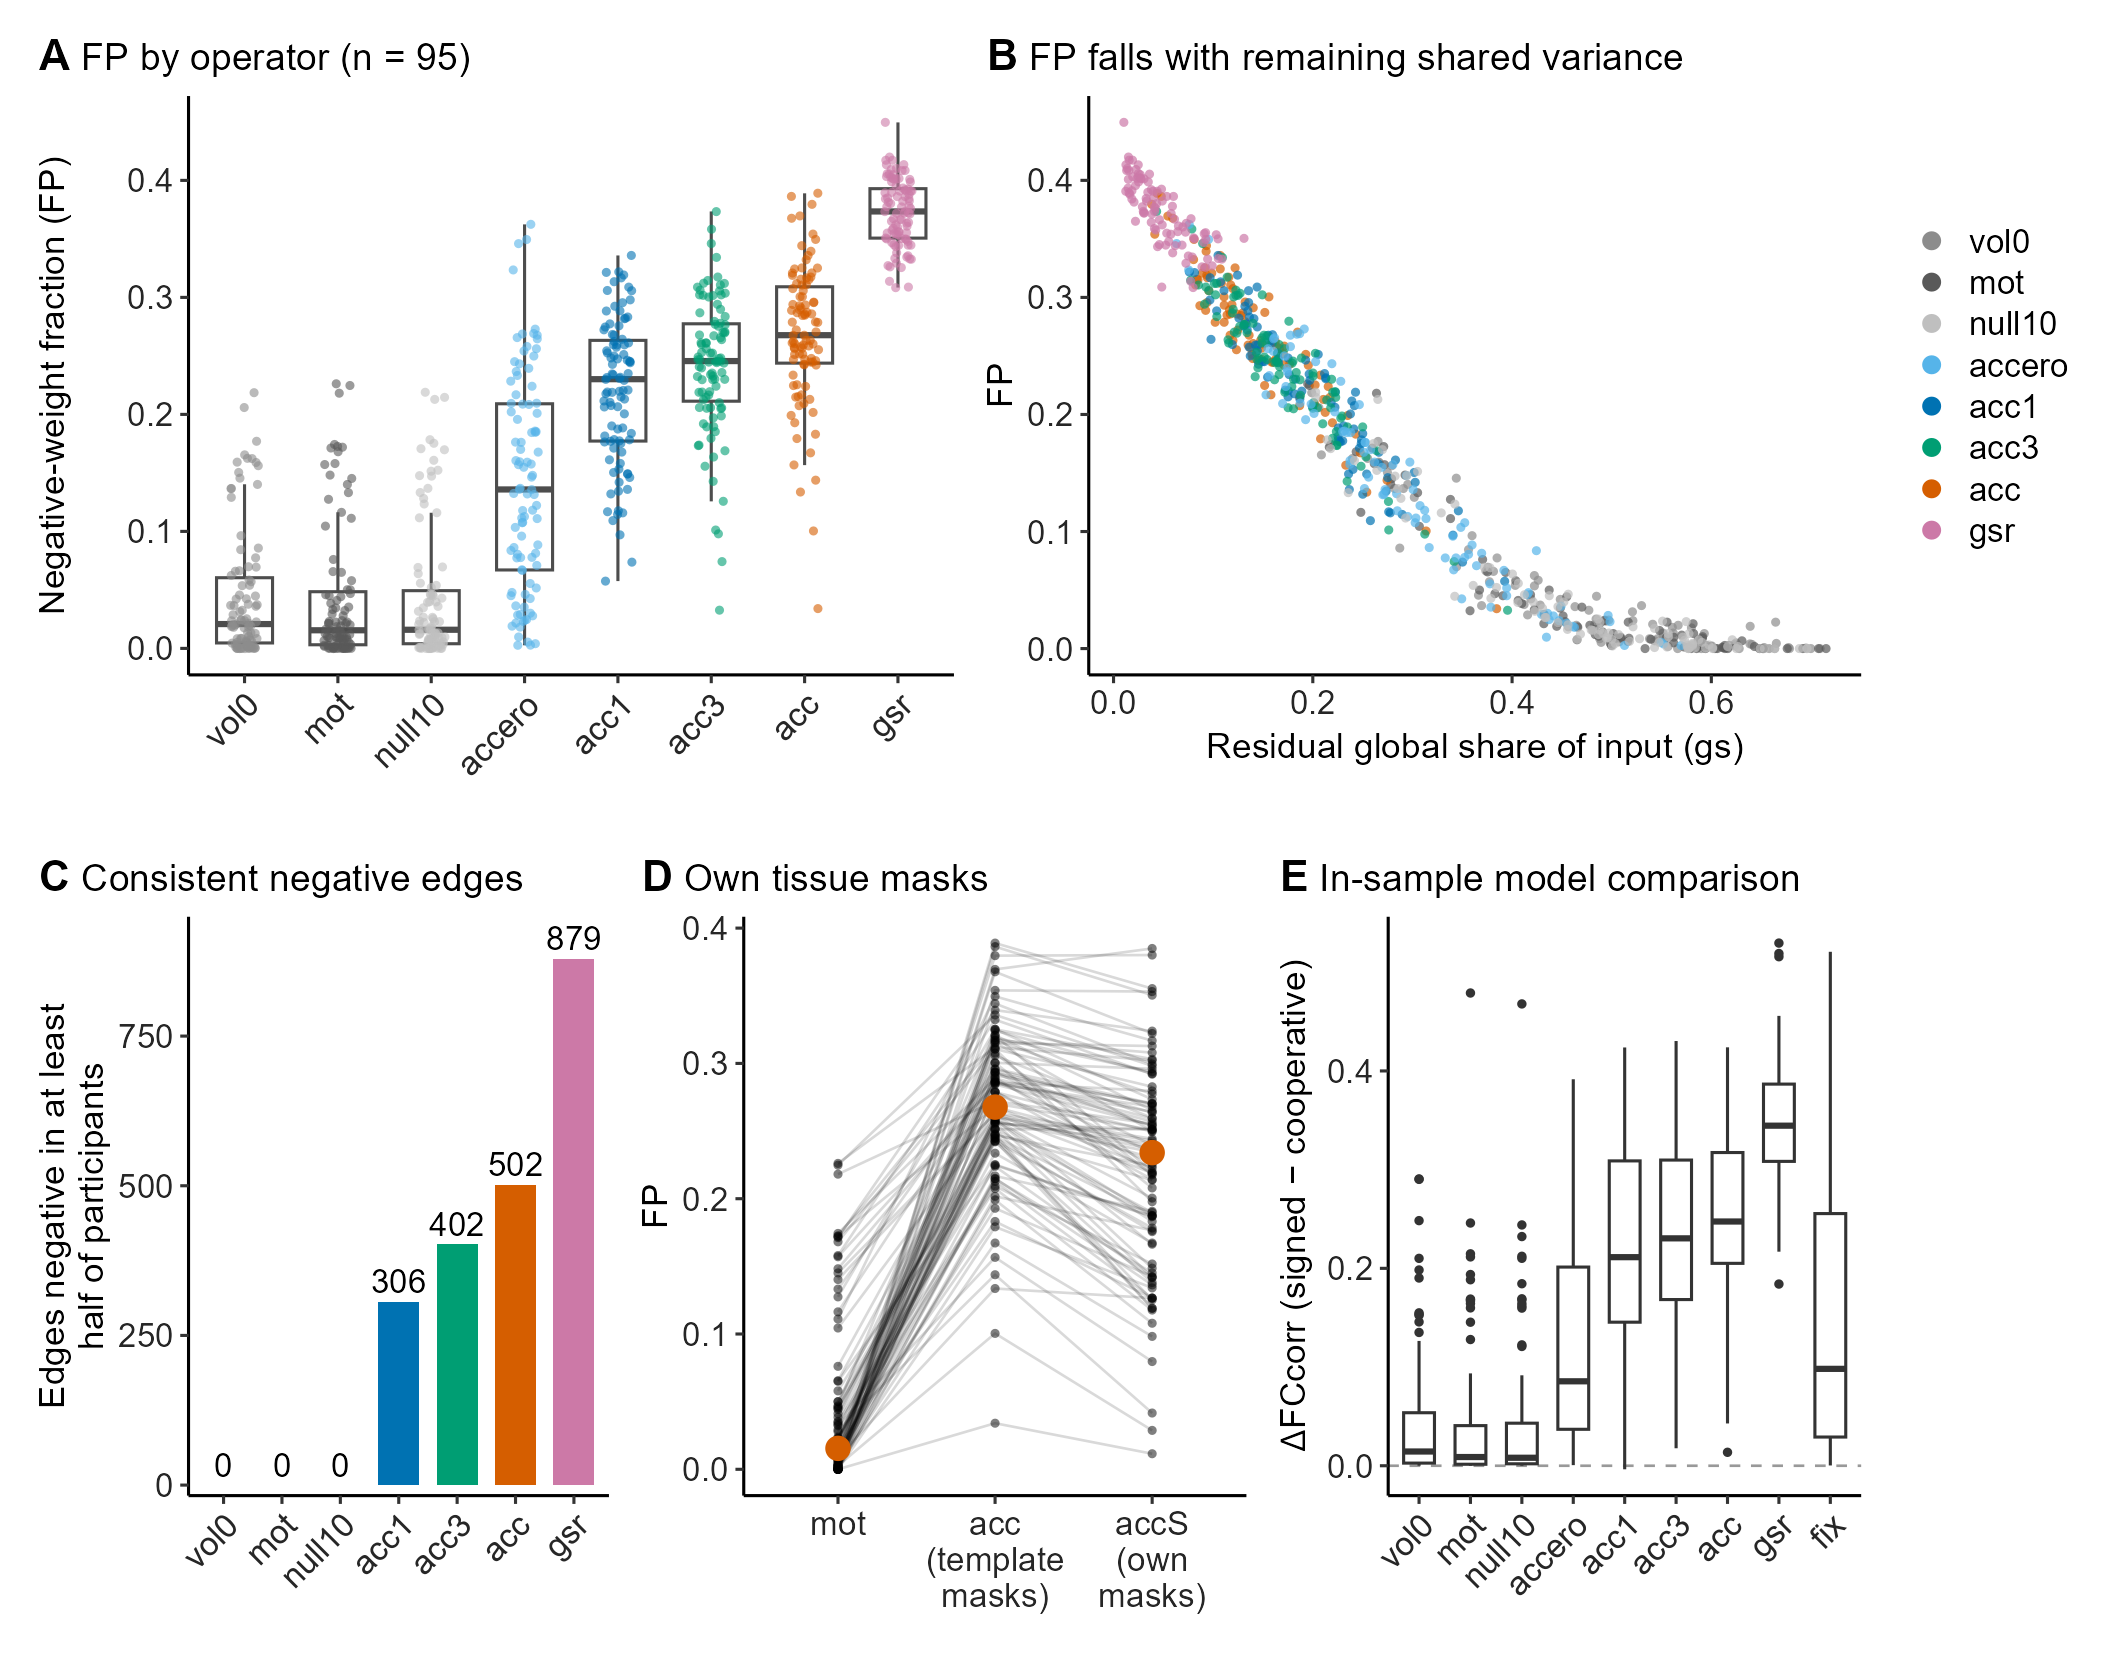 A FP by operator (n = 95)
Negative-weight fraction (FP)
0.4
0.3
0.2
0.1
0.0
vol0
mot
null10
accero
acc1
acc3
acc
gsr
B FP falls with remaining shared variance
FP
0.4
0.3
0.2
0.1
0.0
0.0
0.2
0.4
0.6
Residual global share of input (gs)
vol0
mot
null10
accero
acc1
acc3
acc
gsr
C Consistent negative edges
Edges negative in at least
half of participants
750
500
250
0
0
0
0
306
402
502
879
vol0
mot
null10
acc1
acc3
acc
gsr
D Own tissue masks
FP
0.4
0.3
0.2
0.1
0.0
mot
acc
(template
masks)
accS
(own
masks)
E In-sample model comparison
ΔFCcorr (signed − cooperative)
0.4
0.2
0.0
vol0
mot
null10
accero
acc1
acc3
acc
gsr
fix